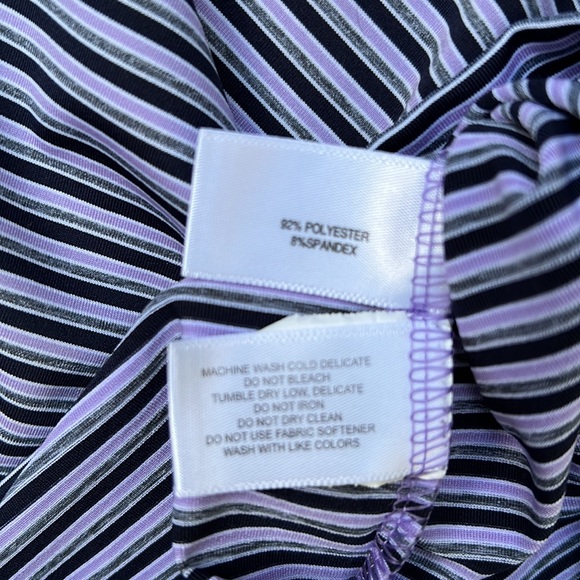 92% POLYESTER
8%SPANDEX
MACHINE WASH COLD DELICATE
DO NOT BLEACH
TUMBLE DRY LOW, DELICATE
DO NOT IRON
DO NOT DRY CLEAN
DO NOT USE FABRIC SOFTENER
WASH WITH LIKE COLORS